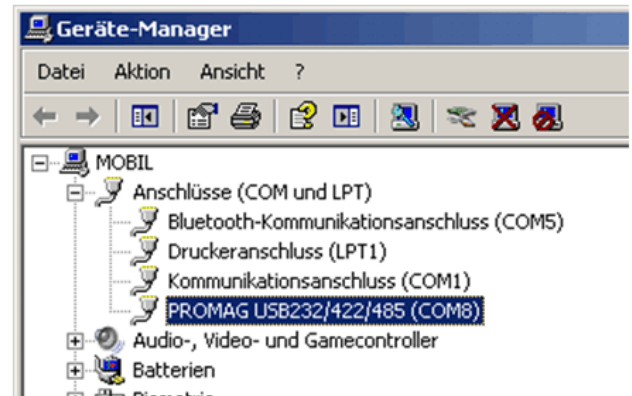 Geräte-Manager
Datei Aktion Ansicht ?
MOBIL
Anschlüsse (COM und LPT)
Bluetooth-Kommunikationsanschluss (COM5)
Druckeranschluss (LPT1)
Kommunikationsanschluss (COM1)
PROMAG USB232/422/485 (COM8)
Audio-, Video- und Gamecontroller
Batterien